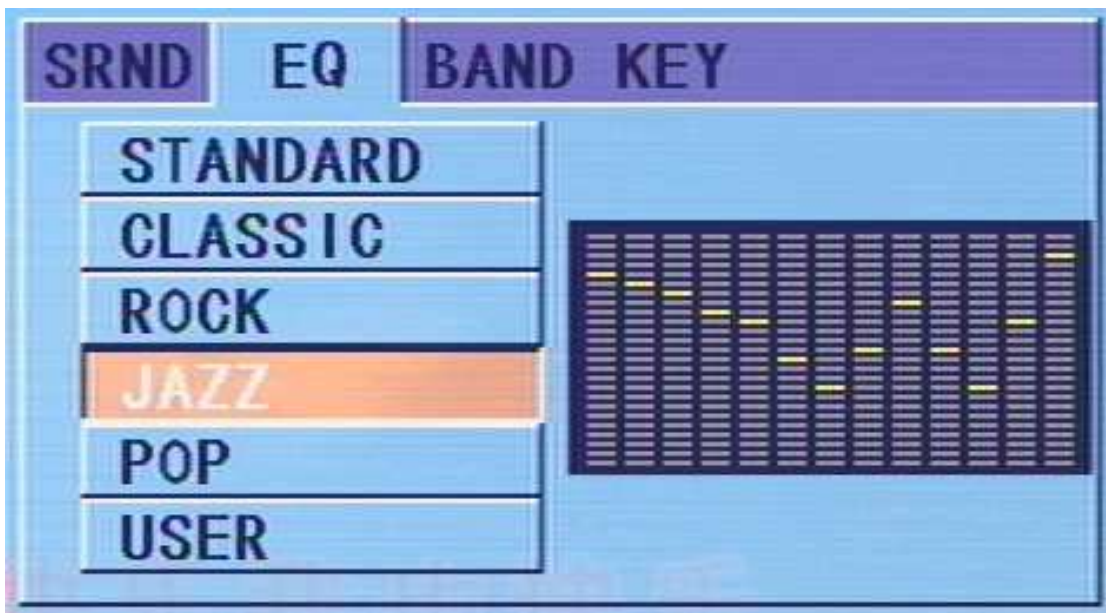 SRND EQ BAND KEY
STANDARD
CLASSIC
ROCK
JAZZ
POP
USER